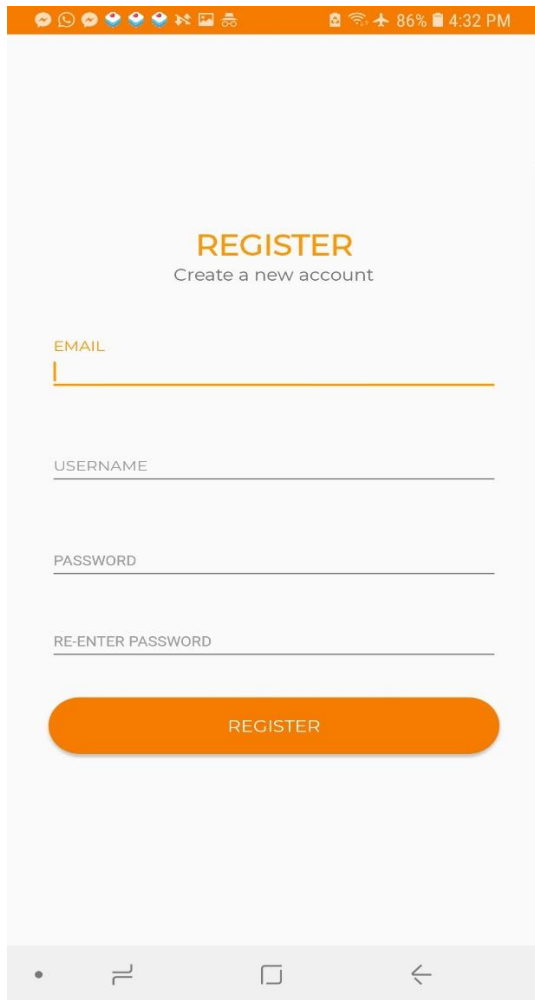 86% 4:32 PM
REGISTER
Create a new account
EMAIL
USERNAME
PASSWORD
RE-ENTER PASSWORD
REGISTER